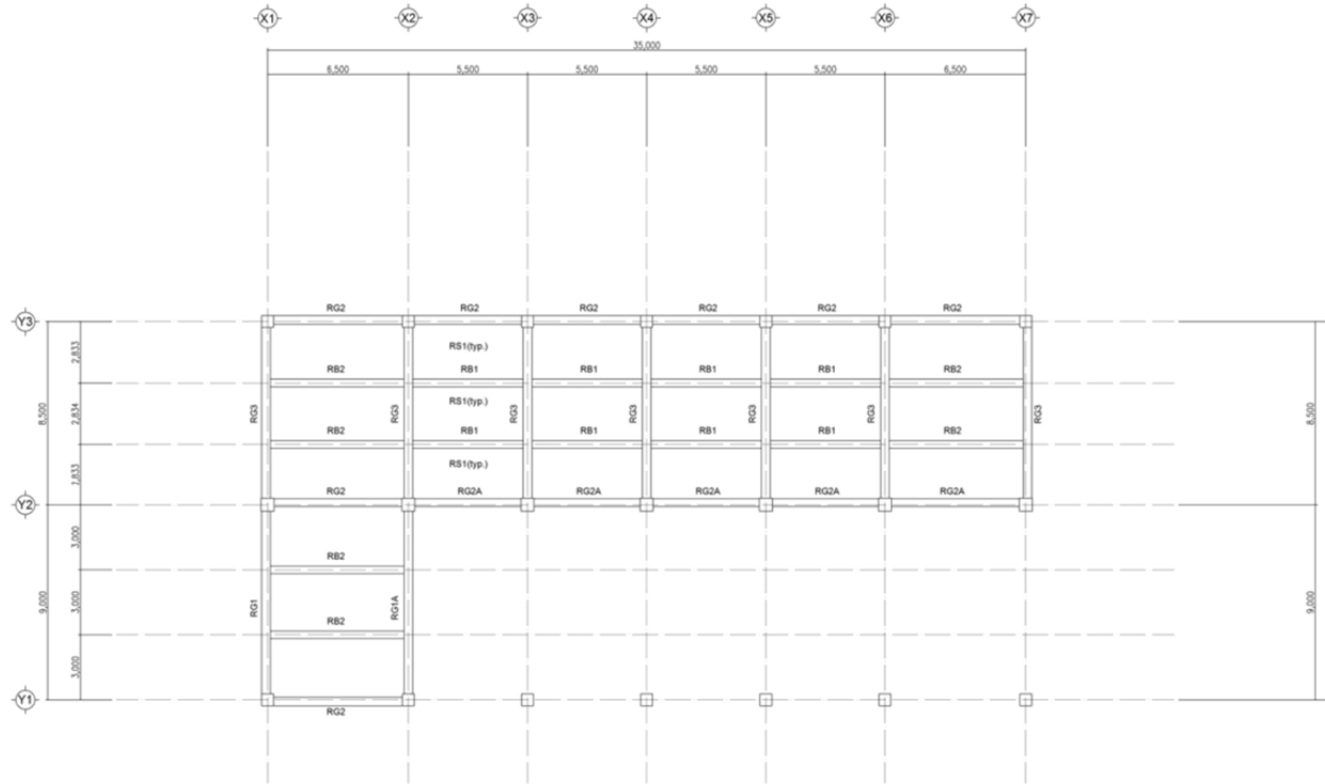 X1 X2 X3 X4 X5 X6 X7
35,000
6,500 5,500 5,500 5,500 5,500 6,500
RG2 RG2 RG2 RG2 RG2 RG2
Y3
RS1(typ.)
2,833
RB2 RB1 RB1 RB1 RB1 RB2
RS1(typ.)
8,500 2,834 RG3 RG3 RG3 RG3 RG3 RG3 8,500
RB2 RB1 RB1 RB1 RB1 RB2
RS1(typ.)
2,833
RG2 RG2A RG2A RG2A RG2A RG2A
Y2
3,000
RB2
9,000 3,000 RG1 RG1A 9,000
RB2
3,000
Y1
RG2